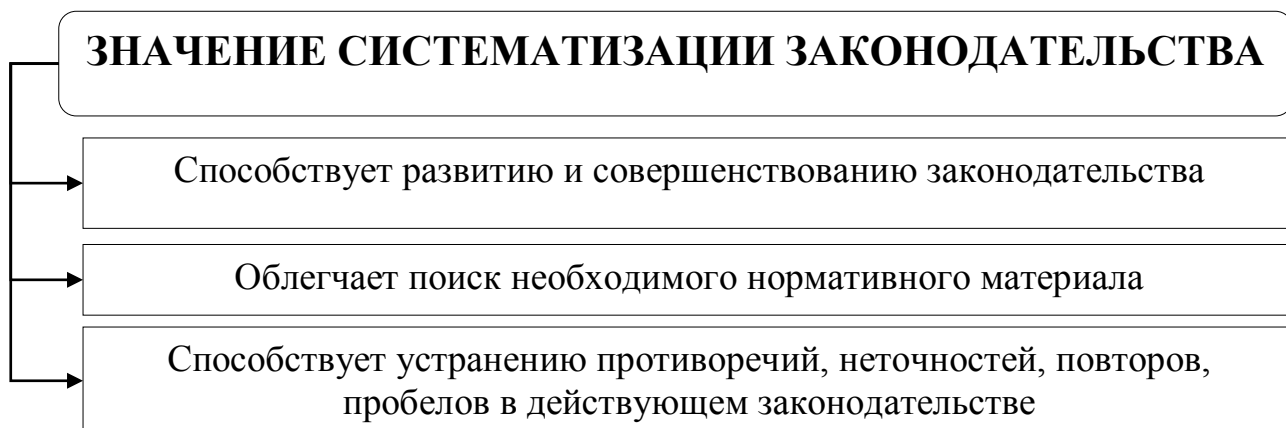 ЗНАЧЕНИЕ СИСТЕМАТИЗАЦИИ ЗАКОНОДАТЕЛЬСТВА
Способствует развитию и совершенствованию законодательства
Облегчает поиск необходимого нормативного материала
Способствует устранению противоречий, неточностей, повторов,
пробелов в действующем законодательстве